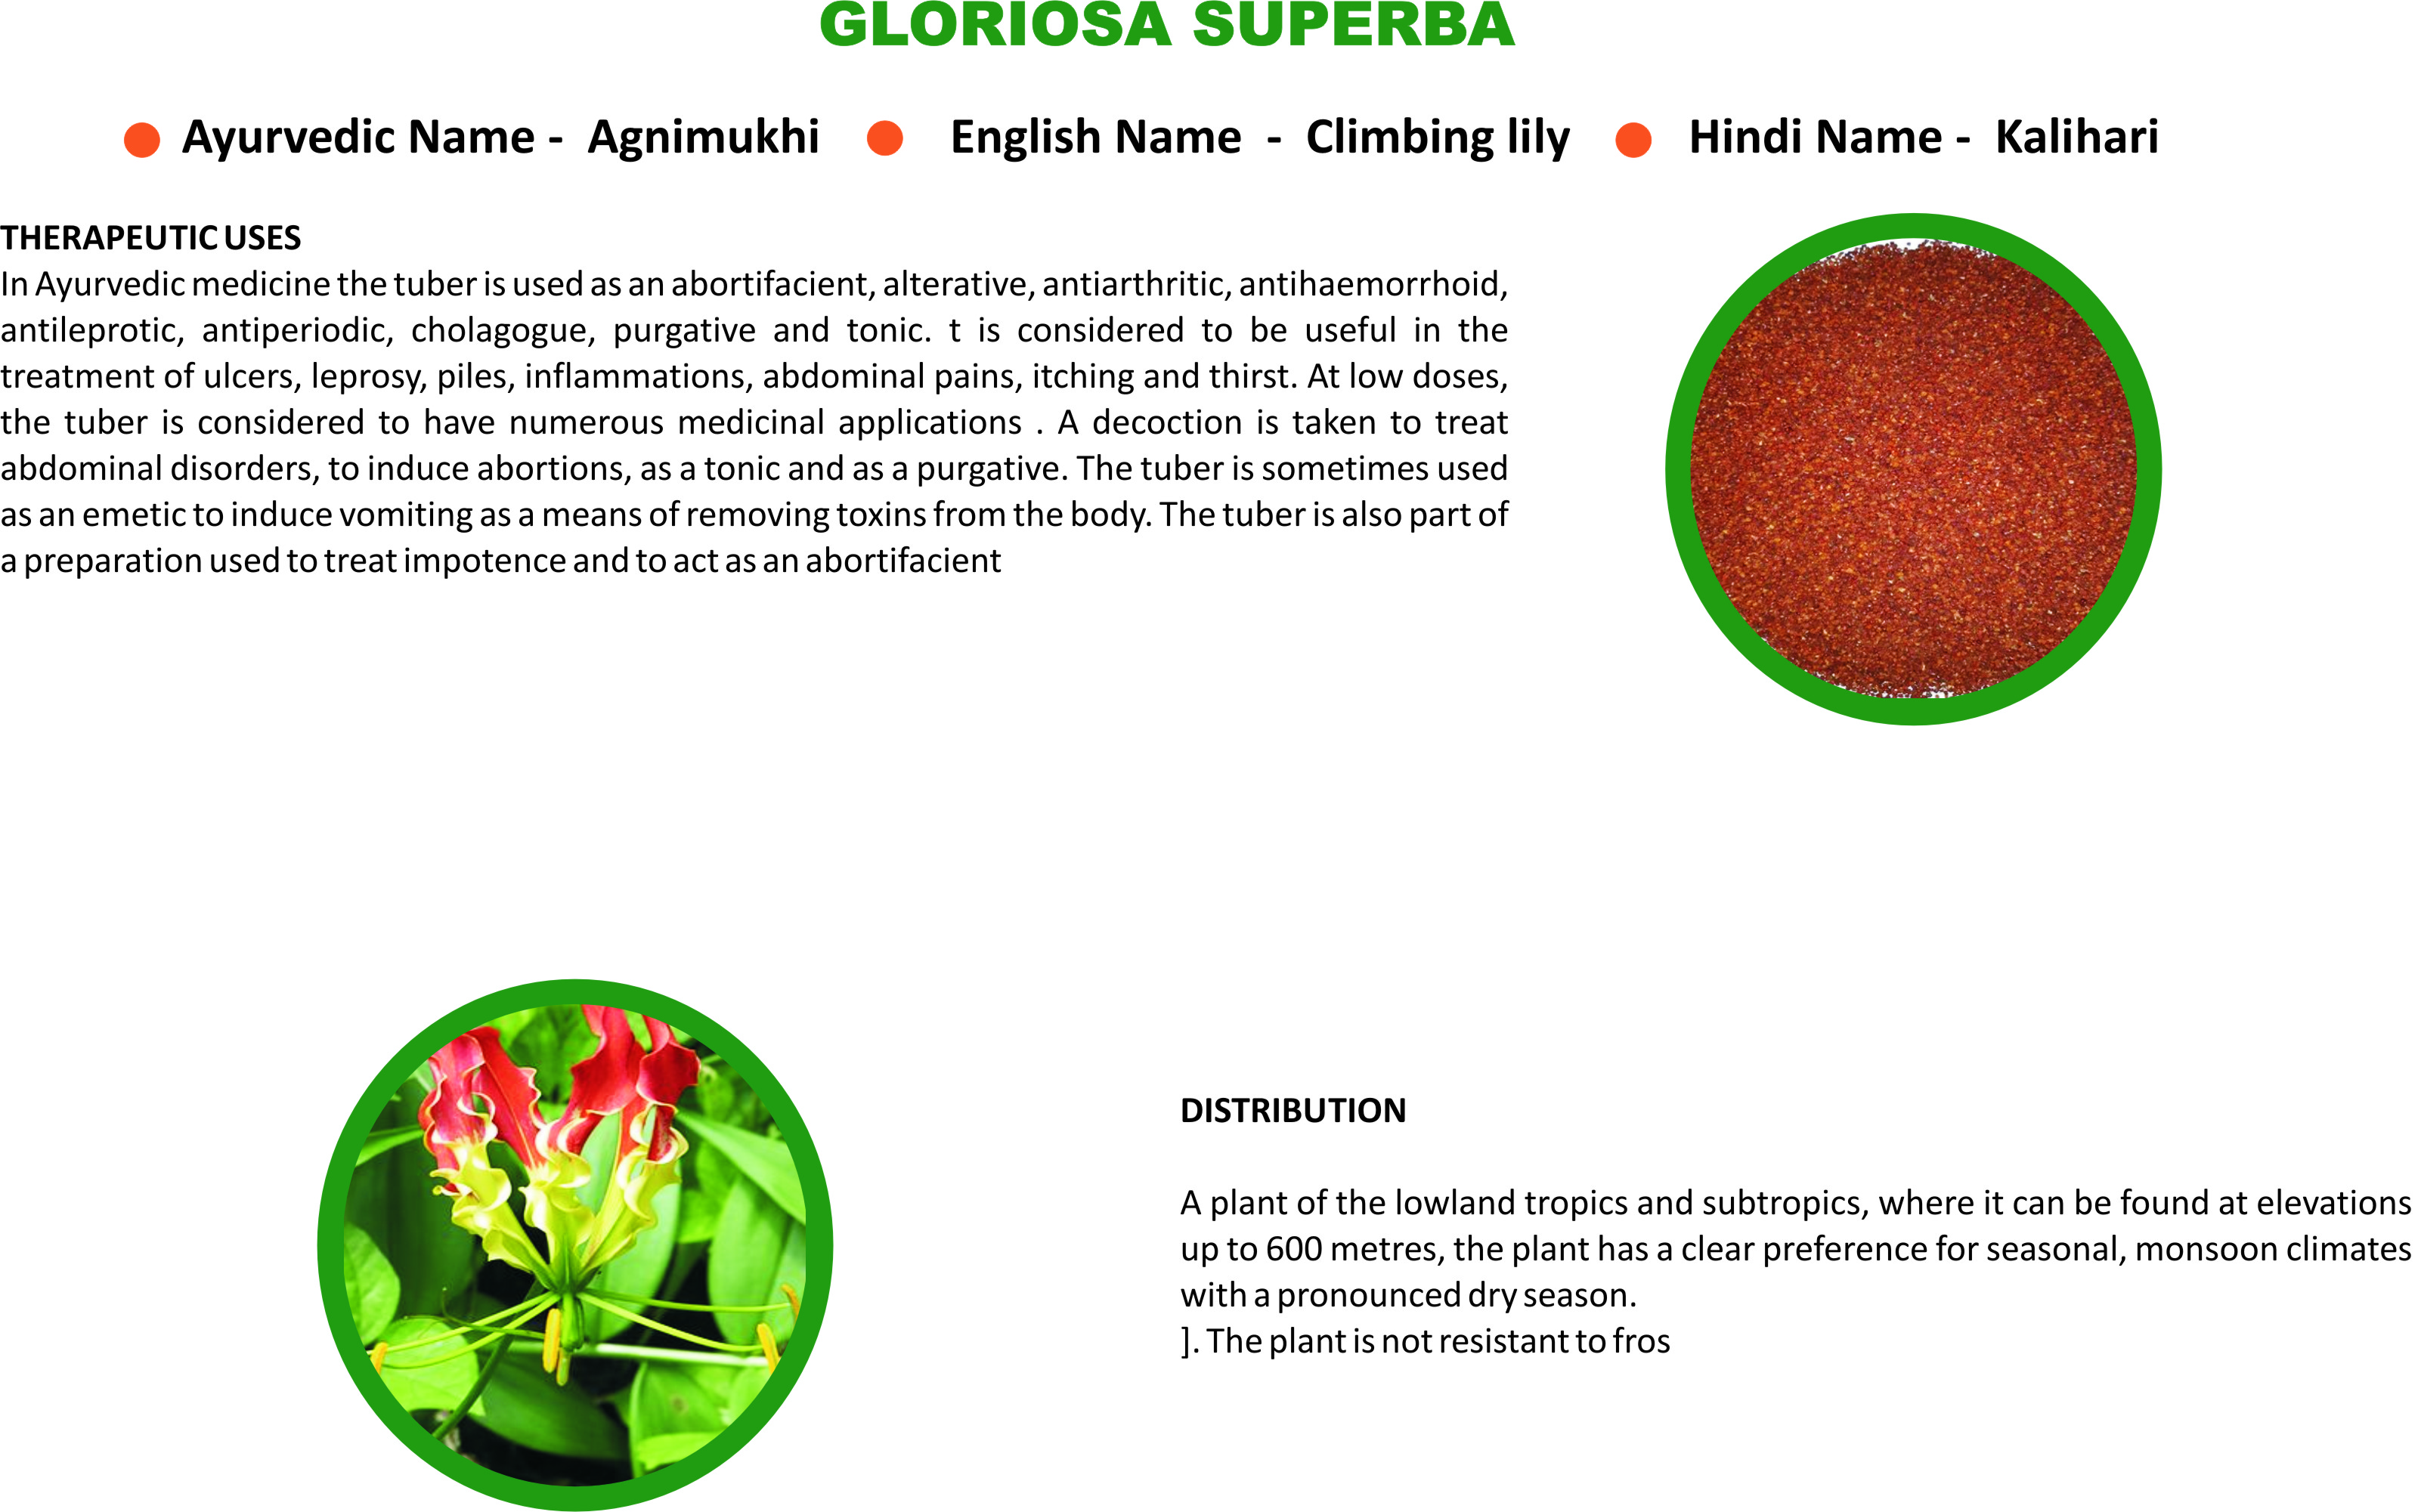 GLORIOSA SUPERBA
Ayurvedic Name - Agnimukhi English Name - Climbing lily Hindi Name - Kalihari
THERAPEUTIC USES
In Ayurvedic medicine the tuber is used as an abortifacient, alterative, antiarthritic, antihaemorrhoid,
antileprotic, antiperiodic, cholagogue, purgative and tonic. t is considered to be useful in the
treatment of ulcers, leprosy, piles, inflammations, abdominal pains, itching and thirst. At low doses,
the tuber is considered to have numerous medicinal applications . A decoction is taken to treat
abdominal disorders, to induce abortions, as a tonic and as a purgative. The tuber is sometimes used
as an emetic to induce vomiting as a means of removing toxins from the body. The tuber is also part of
a preparation used to treat impotence and to act as an abortifacient
DISTRIBUTION
A plant of the lowland tropics and subtropics, where it can be found at elevations
up to 600 metres, the plant has a clear preference for seasonal, monsoon climates
with a pronounced dry season.
]. The plant is not resistant to fros